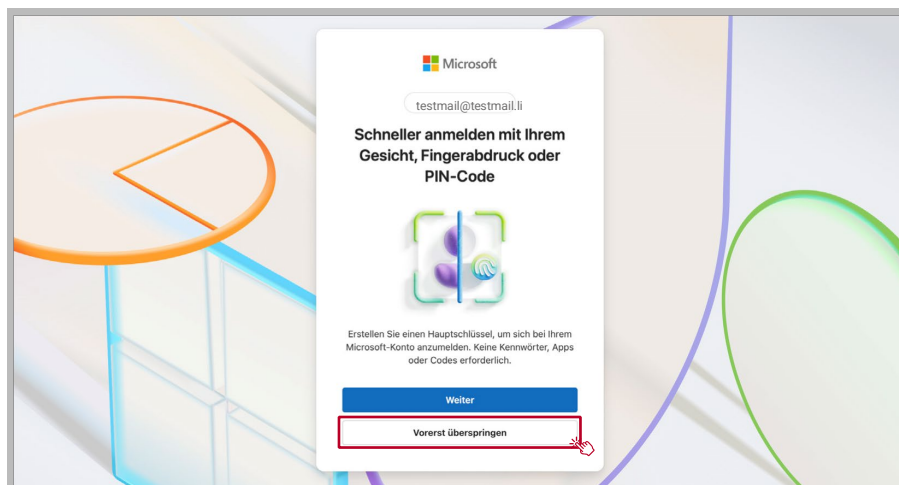 Microsoft
testmail@testmail.li
Schneller anmelden mit Ihrem
Gesicht, Fingerabdruck oder
PIN-Code
Erstellen Sie einen Hauptschlüssel, um sich bei Ihrem
Microsoft-Konto anzumelden. Keine Kennwörter, Apps
oder Codes erforderlich.
Weiter
Vorerst überspringen